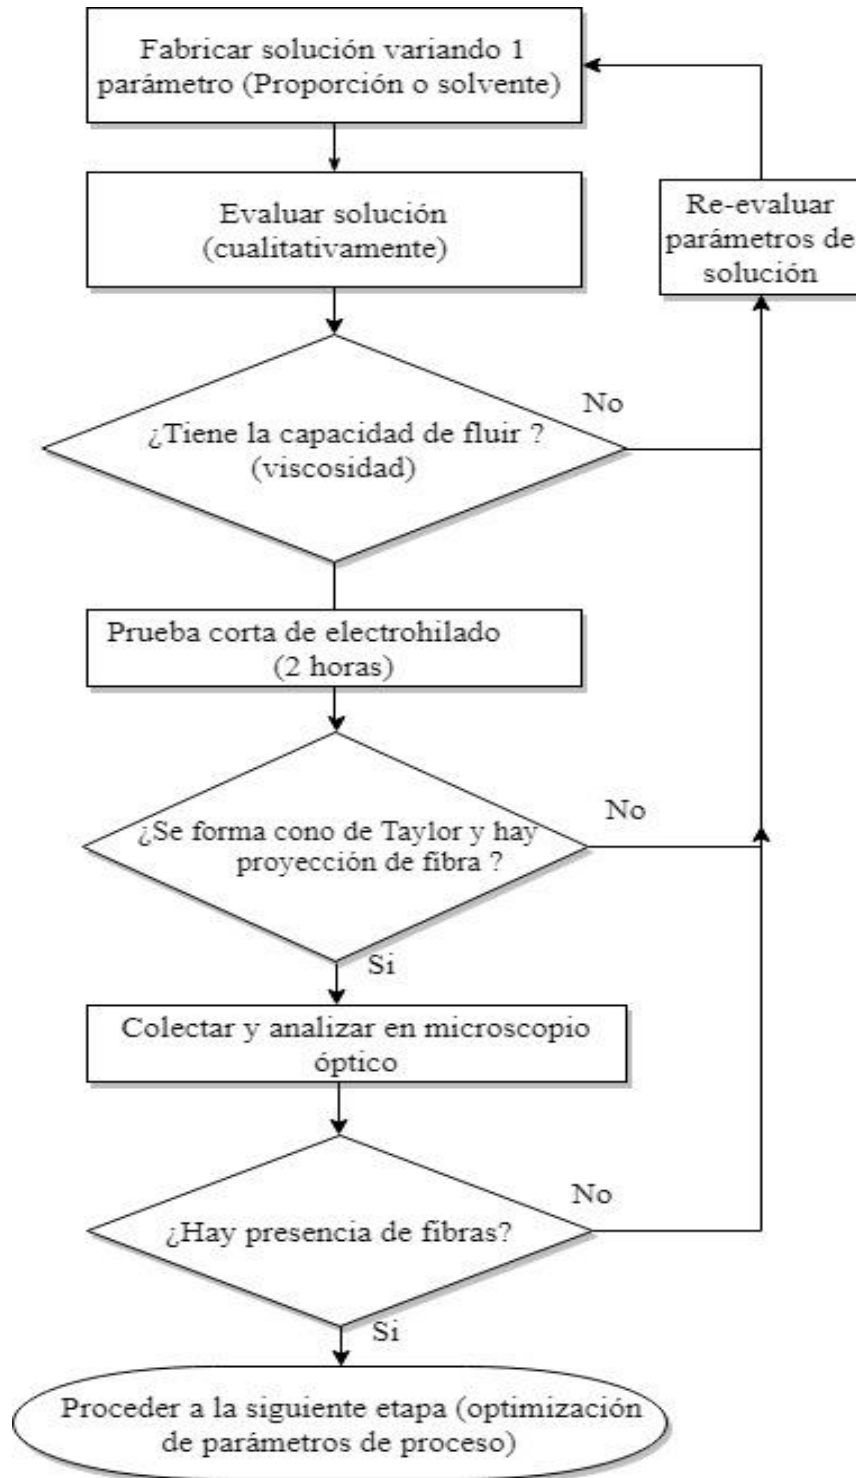 Fabricar solución variando 1
parámetro (Proporción o solvente)
Evaluar solución
(cualitativamente)
Re-evaluar
parámetros de
solución
No
¿Tiene la capacidad de fluir ?
(viscosidad)
Prueba corta de electrohilado
(2 horas)
No
¿Se forma cono de Taylor y hay
proyección de fibra ?
Si
Colectar y analizar en microscopio
óptico
No
¿Hay presencia de fibras?
Si
Proceder a la siguiente etapa (optimización
de parámetros de proceso)